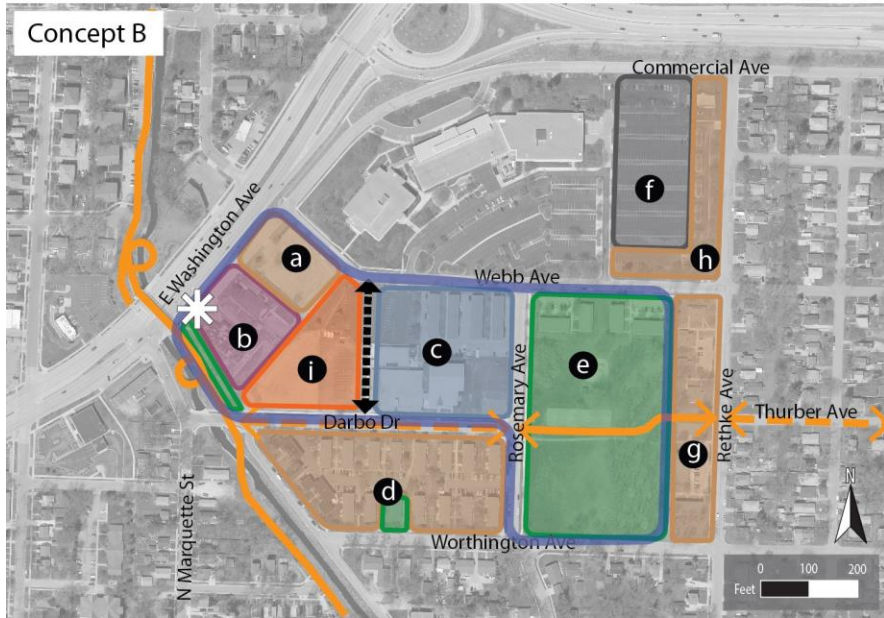 Concept B
Commercial Ave
E Washington Ave
f
a
h
Webb Ave
b
c
e
i
Rosemary Ave
Rethke Ave
Thurber Ave
Darbo Dr
g
d
N Marquette St
Worthington Ave
N
0 100 200
Feet